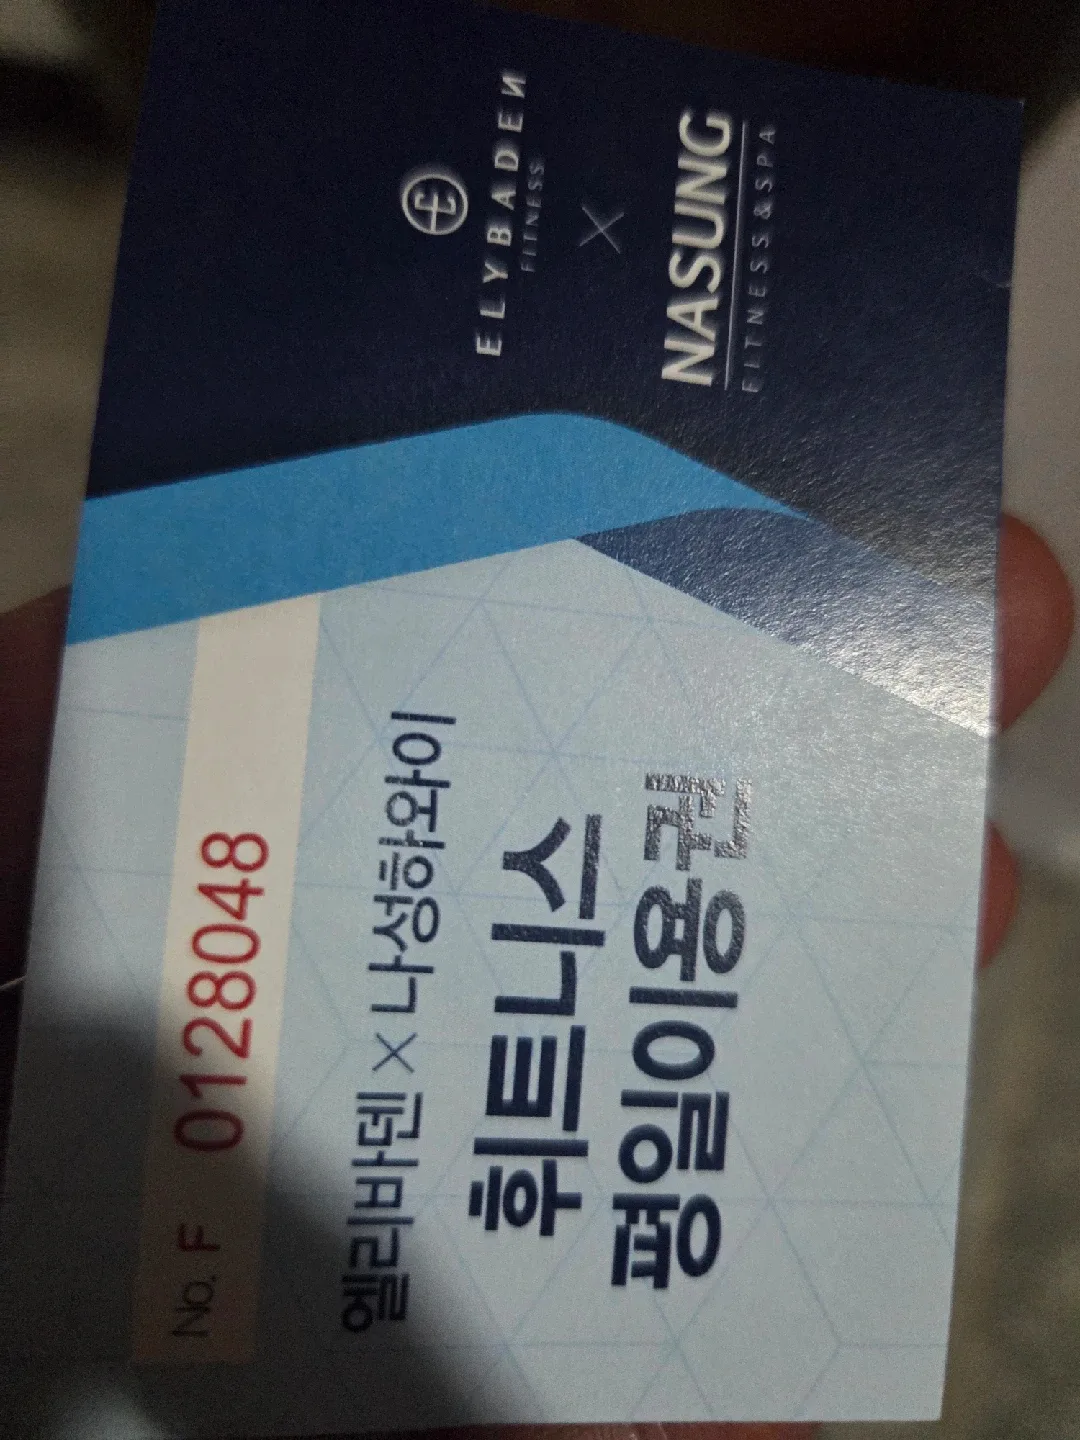 No. F 0128048
엘리바덴 × 나성하와이
휘트니스
평일이용권
ELYBADEN
FITNESS
×
NASUNG
FITNESS & SPA